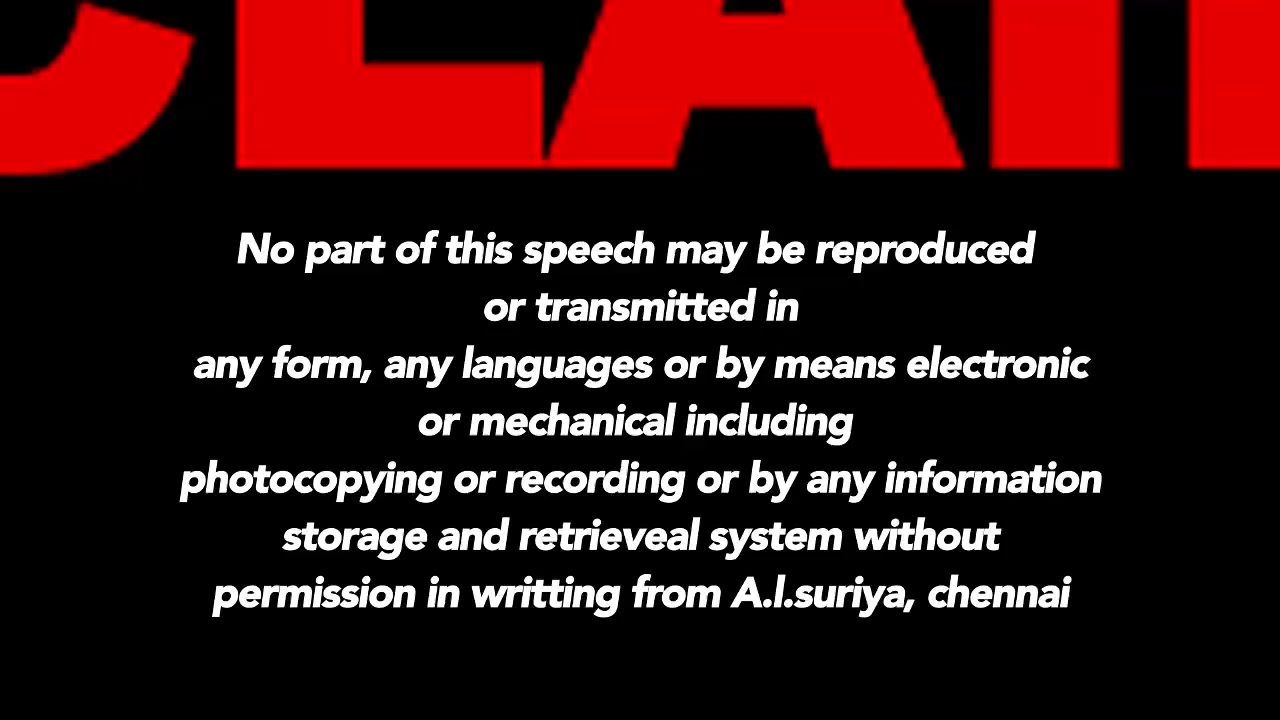 CLAI
No part of this speech may be reproduced
or transmitted in
any form, any languages or by means electronic
or mechanical including
photocopying or recording or by any information
storage and retrieveal system without
permission in writting from A.l.suriya, chennai